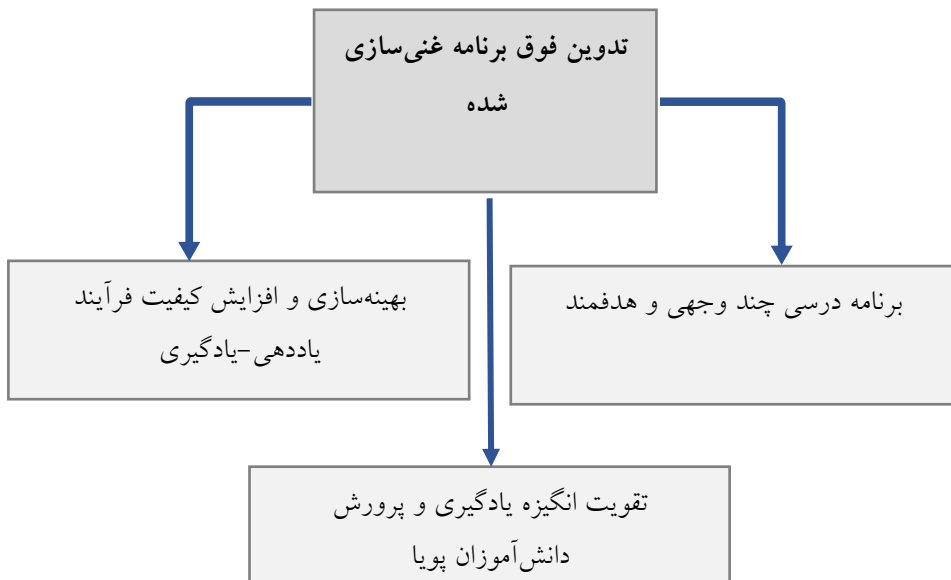 تدوین فوق برنامه غنی‌سازی
شده
برنامه درسی چند وجهی و هدفمند
بهینه‌سازی و افزایش کیفیت فرآیند
یاددهی–یادگیری
تقویت انگیزه یادگیری و پرورش
دانش‌آموزان پویا